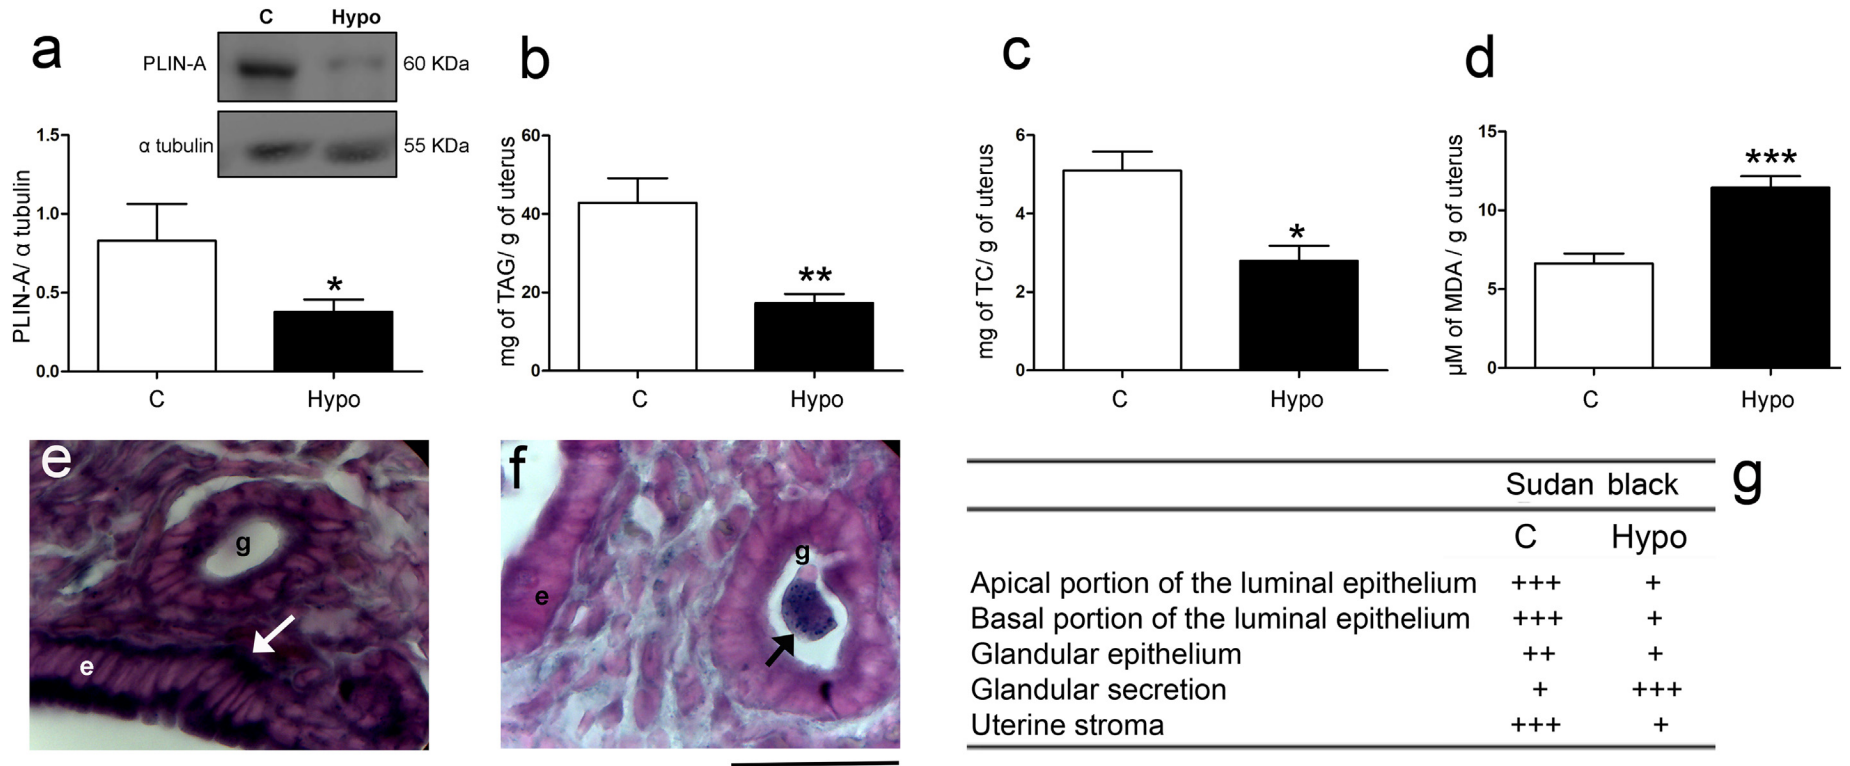 a
C Hypo
PLIN-A 60 KDa
α tubulin 55 KDa
PLIN-A/ α tubulin
1.5
1.0
0.5
0.0
*
C Hypo
b
mg of TAG/ g of uterus
60
40
20
0
**
C Hypo
c
mg of TC/ g of uterus
6
4
2
0
*
C Hypo
d
µM of MDA / g of uterus
15
10
5
0
***
C Hypo
e
g
e
f
g
e
g
Sudan black
C Hypo
Apical portion of the luminal epithelium +++ +
Basal portion of the luminal epithelium +++ +
Glandular epithelium ++ +
Glandular secretion + +++
Uterine stroma +++ +